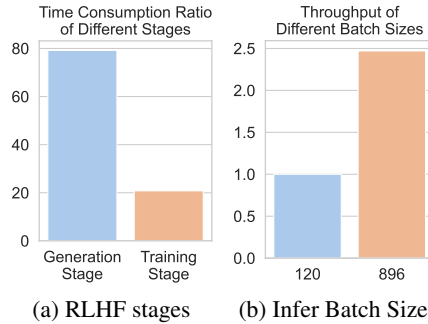 Time Consumption Ratio
of Different Stages
80
60
40
20
0
Generation
Stage
Training
Stage
(a) RLHF stages
Throughput of
Different Batch Sizes
2.5
2.0
1.5
1.0
0.5
0.0
120
896
(b) Infer Batch Size